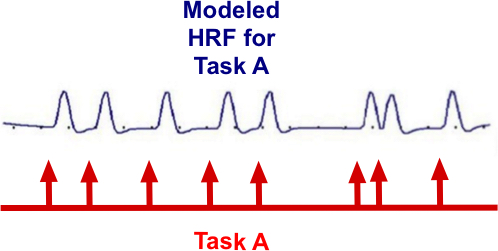 Modeled
HRF for
Task A
Task A